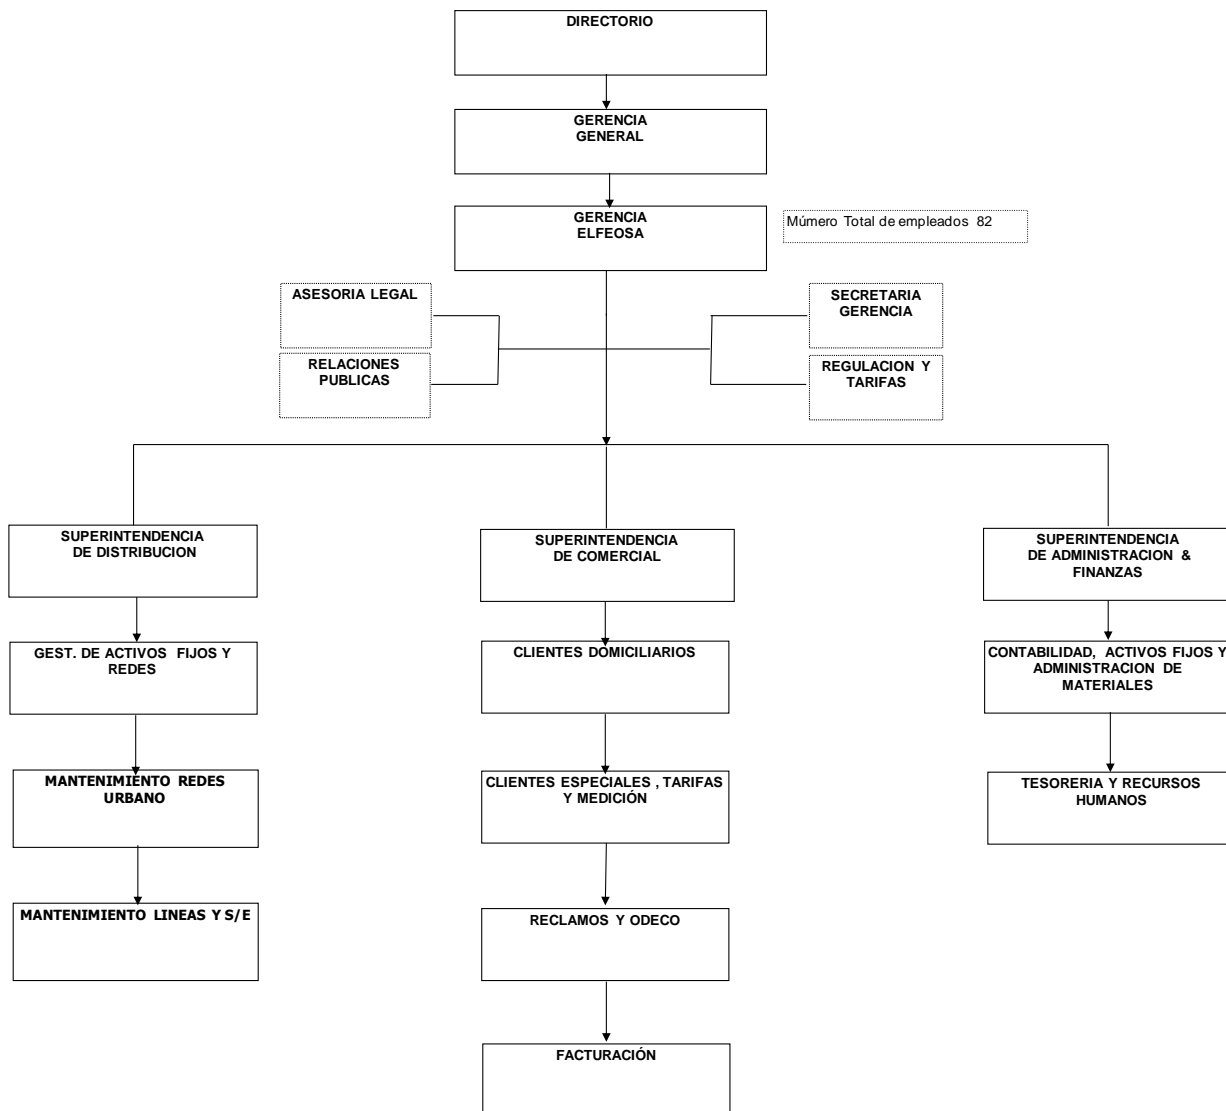 DIRECTORIO
GERENCIA
GENERAL
GERENCIA
ELFEOSA
Múmero Total de empleados 82
ASESORIA LEGAL
SECRETARIA
GERENCIA
RELACIONES
PUBLICAS
REGULACION Y
TARIFAS
SUPERINTENDENCIA
DE DISTRIBUCION
SUPERINTENDENCIA
DE COMERCIAL
SUPERINTENDENCIA
DE ADMINISTRACION &
FINANZAS
GEST. DE ACTIVOS FIJOS Y
REDES
CLIENTES DOMICILIARIOS
CONTABILIDAD, ACTIVOS FIJOS Y
ADMINISTRACION DE
MATERIALES
MANTENIMIENTO REDES
URBANO
CLIENTES ESPECIALES , TARIFAS
Y MEDICIÓN
TESORERIA Y RECURSOS
HUMANOS
MANTENIMIENTO LINEAS Y S/E
RECLAMOS Y ODECO
FACTURACIÓN